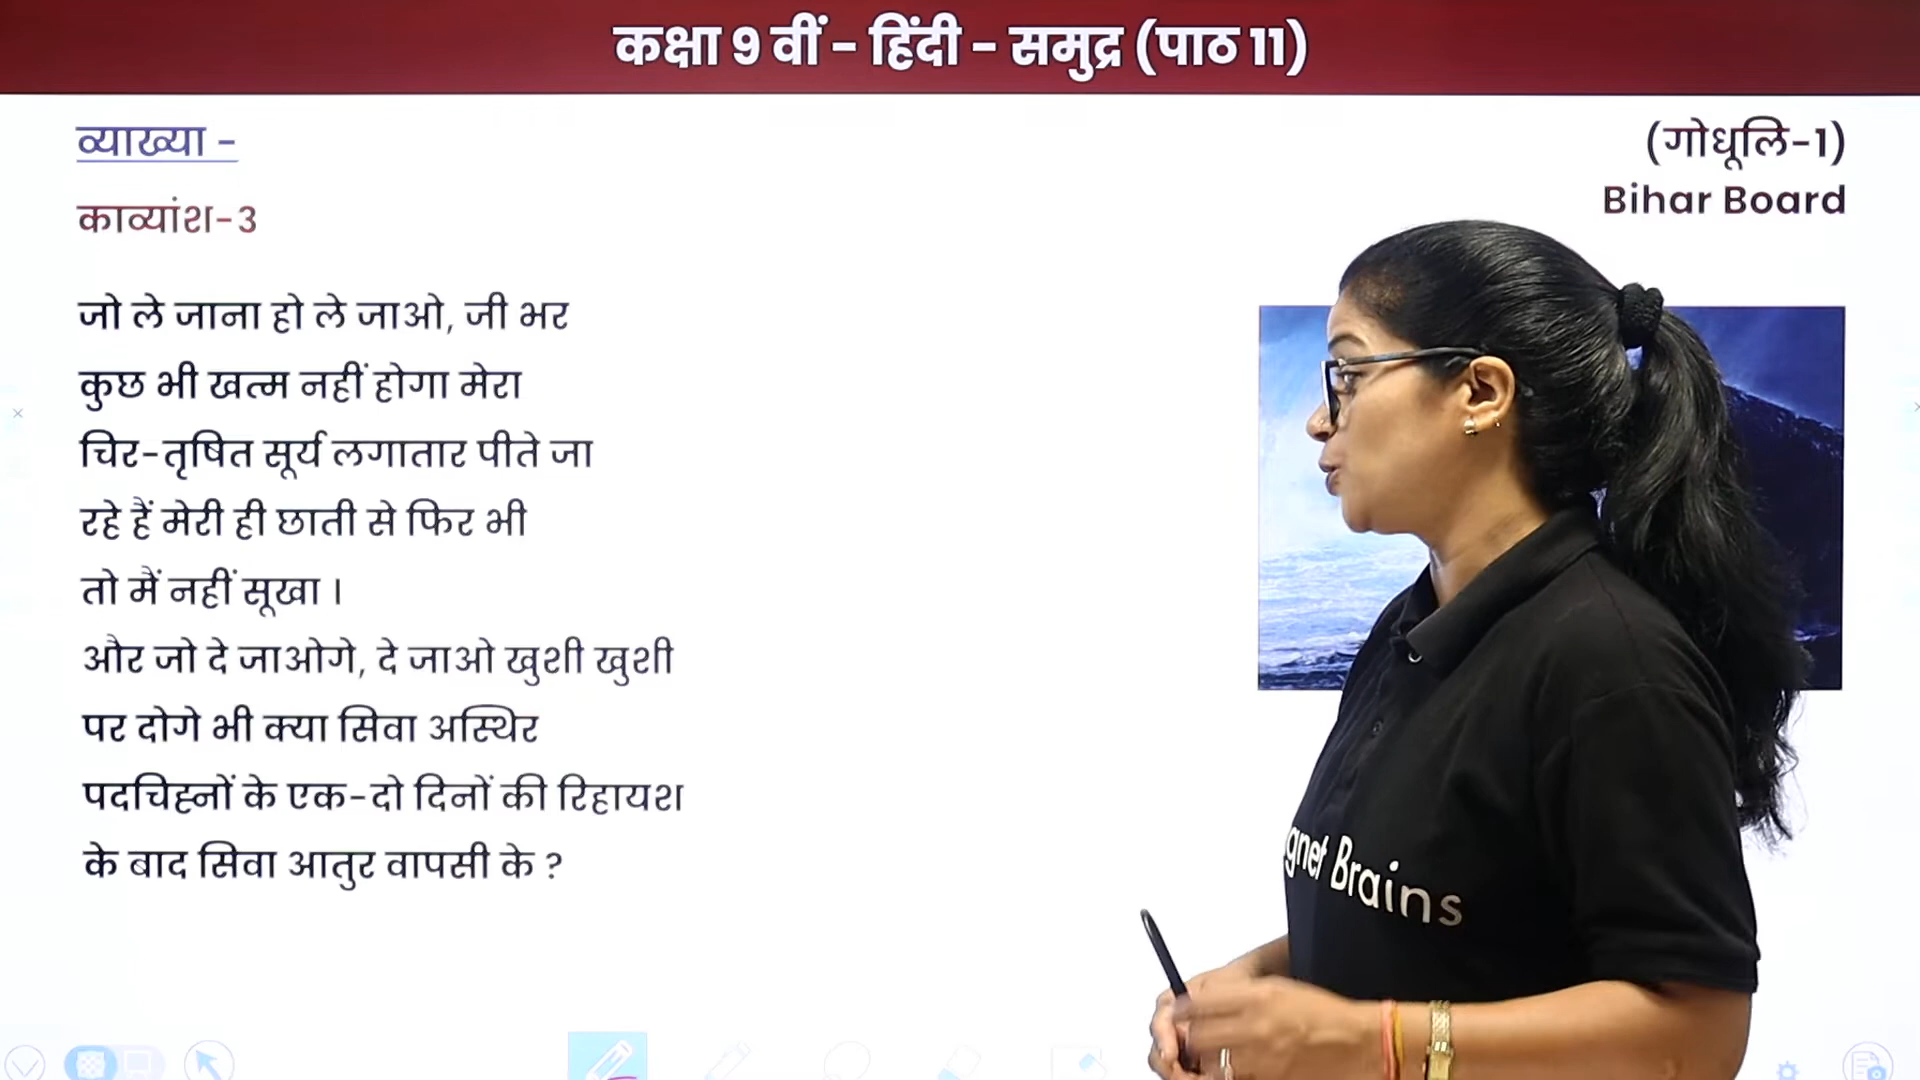 कक्षा 9 वीं - हिंदी - समुद्र (पाठ 11)
व्याख्या -
(गोधूलि-1)
Bihar Board
काव्यांश-3
जो ले जाना हो ले जाओ, जी भर
कुछ भी खत्म नहीं होगा मेरा
चिर-तृषित सूर्य लगातार पीते जा
रहे हैं मेरी ही छाती से फिर भी
तो मैं नहीं सूखा ।
और जो दे जाओगे, दे जाओ खुशी खुशी
पर दोगे भी क्या सिवा अस्थिर
पदचिह्नों के एक-दो दिनों की रिहायश
के बाद सिवा आतुर वापसी के ?
gnet Brains